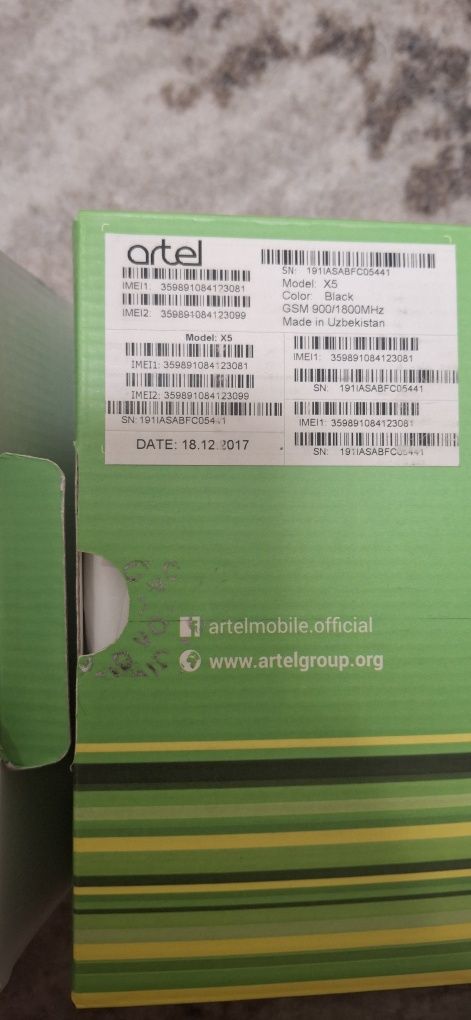 artel
IMEI1: 359891084123081
IMEI2: 359891084123099
SN: 191IASABFC05441
Model: X5
Color: Black
GSM 900/1800MHz
Made in Uzbekistan
Model: X5
IMEI1: 359891084123081
IMEI2: 359891084123099
SN: 191IASABFC05441
DATE: 18.12.2017
IMEI1: 359891084123081
SN: 191IASABFC05441
IMEI1: 359891084123081
SN: 191IASABFC05441
artelmobile.official
www.artelgroup.org